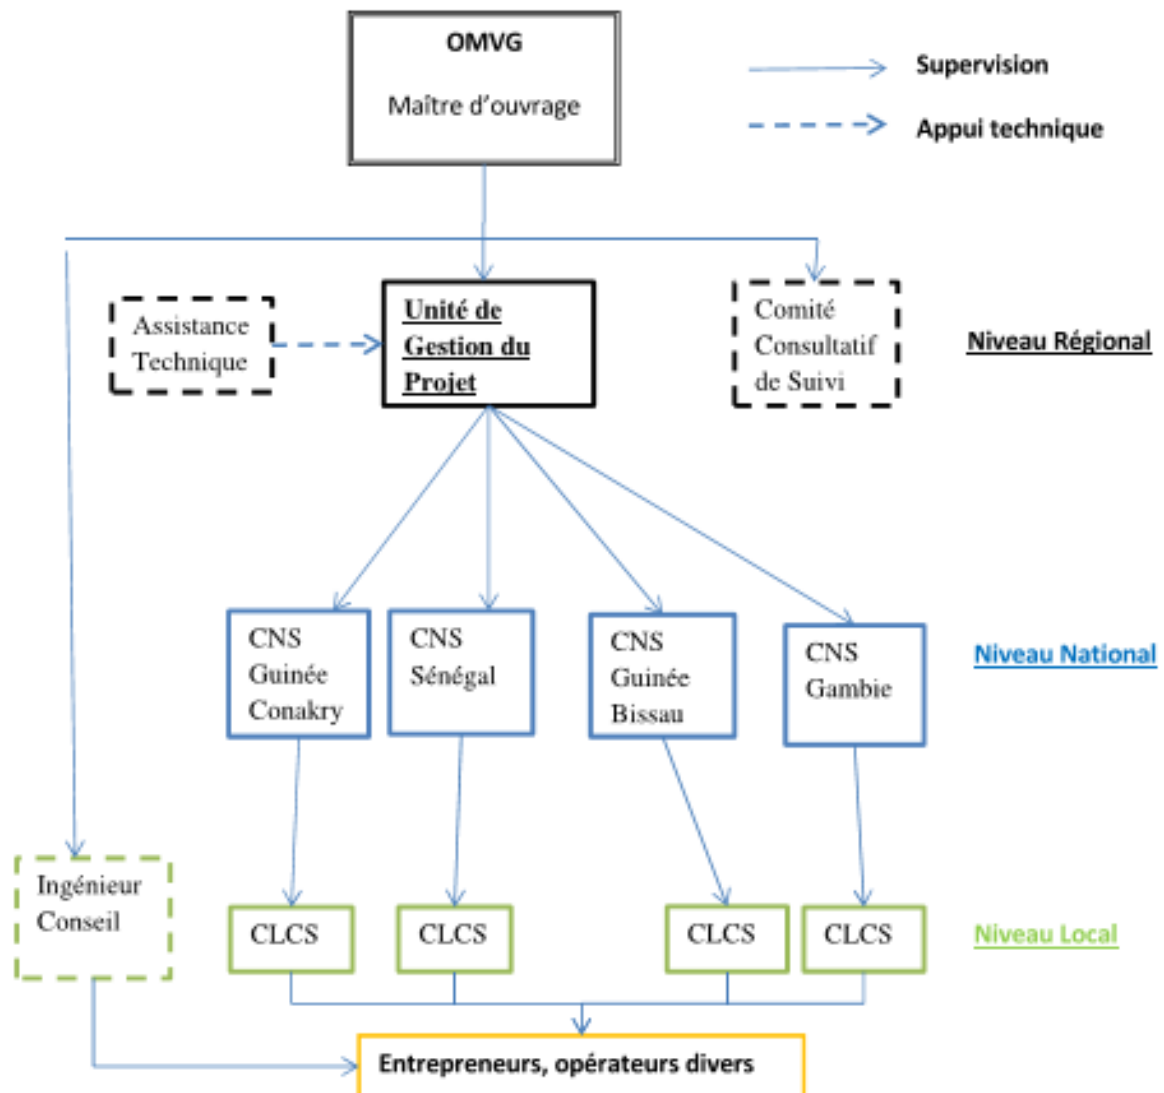 OMVG
Maître d'ouvrage
Supervision
Appui technique
Assistance
Technique
Unité de
Gestion du
Projet
Comité
Consultatif
de Suivi
Niveau Régional
CNS
Guinée
Conakry
CNS
Sénégal
CNS
Guinée
Bissau
CNS
Gambie
Niveau National
Ingénieur
Conseil
CLCS
CLCS
CLCS
CLCS
Niveau Local
Entrepreneurs, opérateurs divers